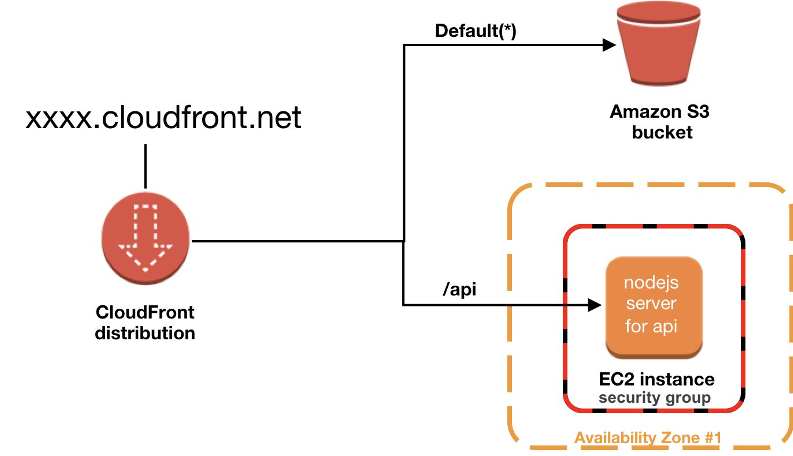 Default(*)
Amazon S3
bucket
xxxx.cloudfront.net
CloudFront
distribution
/api
nodejs
server
for api
EC2 instance
security group
Availability Zone #1